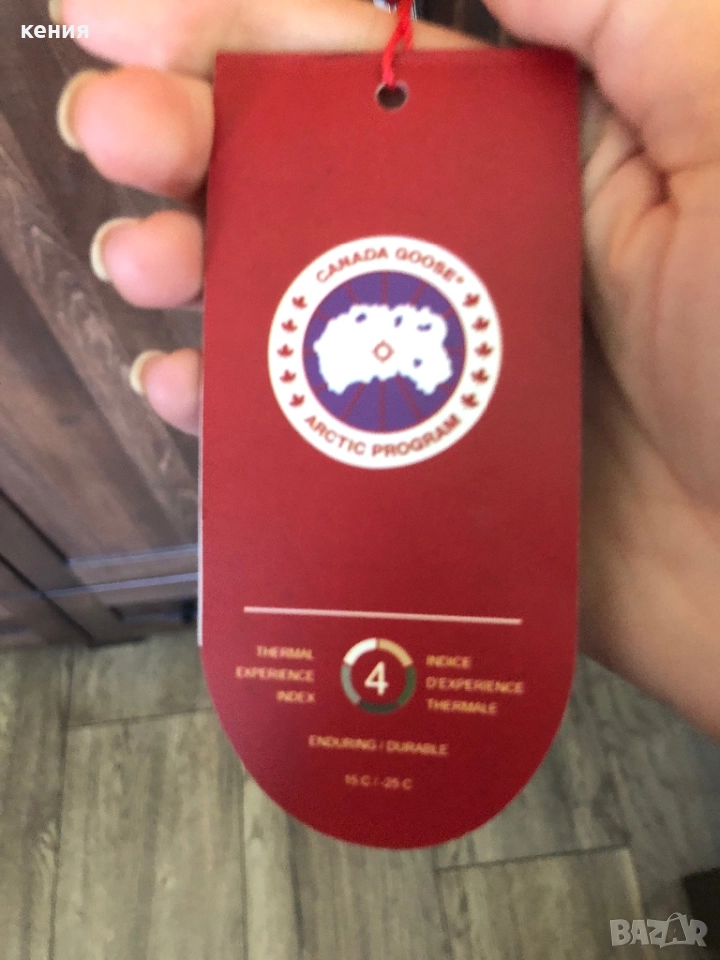 кения
CANADA GOOSE®
ARCTIC PROGRAM
THERMAL
EXPERIENCE
INDEX
4
INDICE
D'EXPERIENCE
THERMALE
ENDURING / DURABLE
15 C / -25 C
BAZAR